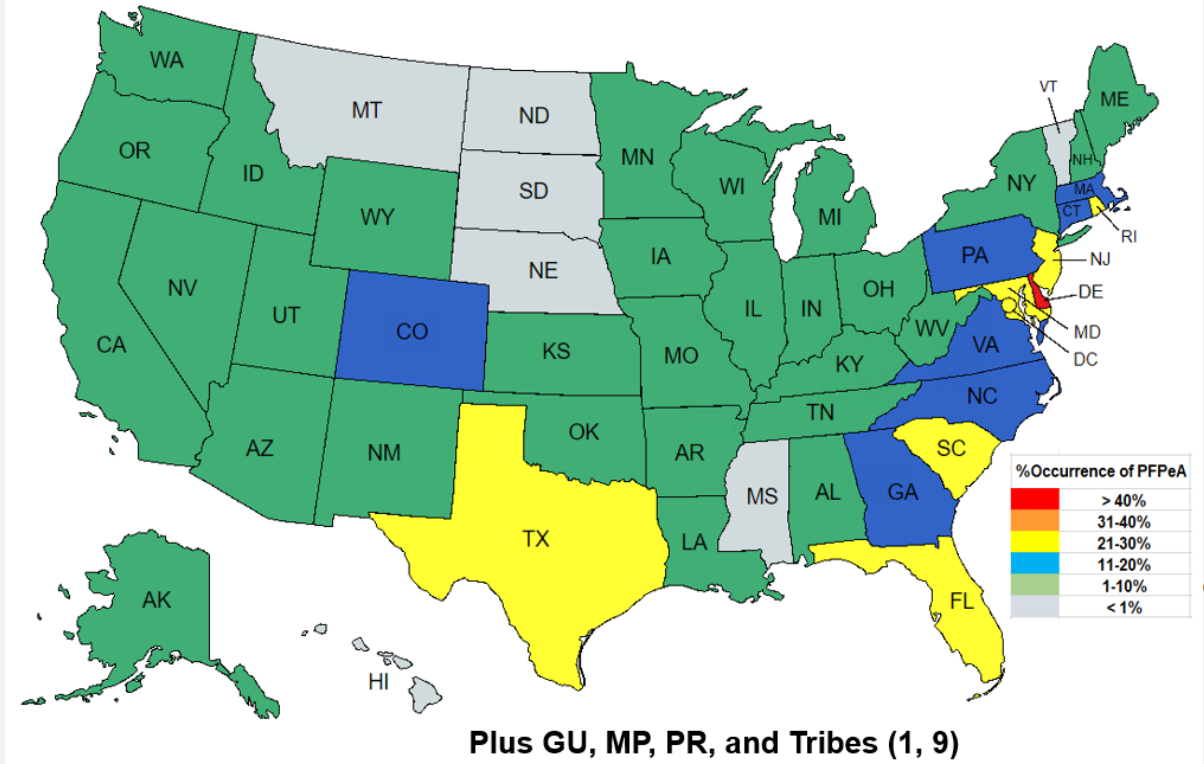 WA
MT
ND
MN
VT
ME
OR
ID
SD
WI
NH
NY
MA
WY
MI
CT
RI
NE
IA
PA
NJ
NV
UT
CO
IL
IN
OH
DE
CA
KS
MO
WV
VA
MD
KY
DC
NC
TN
AZ
NM
OK
AR
SC
MS
AL
GA
TX
LA
FL
AK
HI
%Occurrence of PFPeA
> 40%
31-40%
21-30%
11-20%
1-10%
< 1%
Plus GU, MP, PR, and Tribes (1, 9)